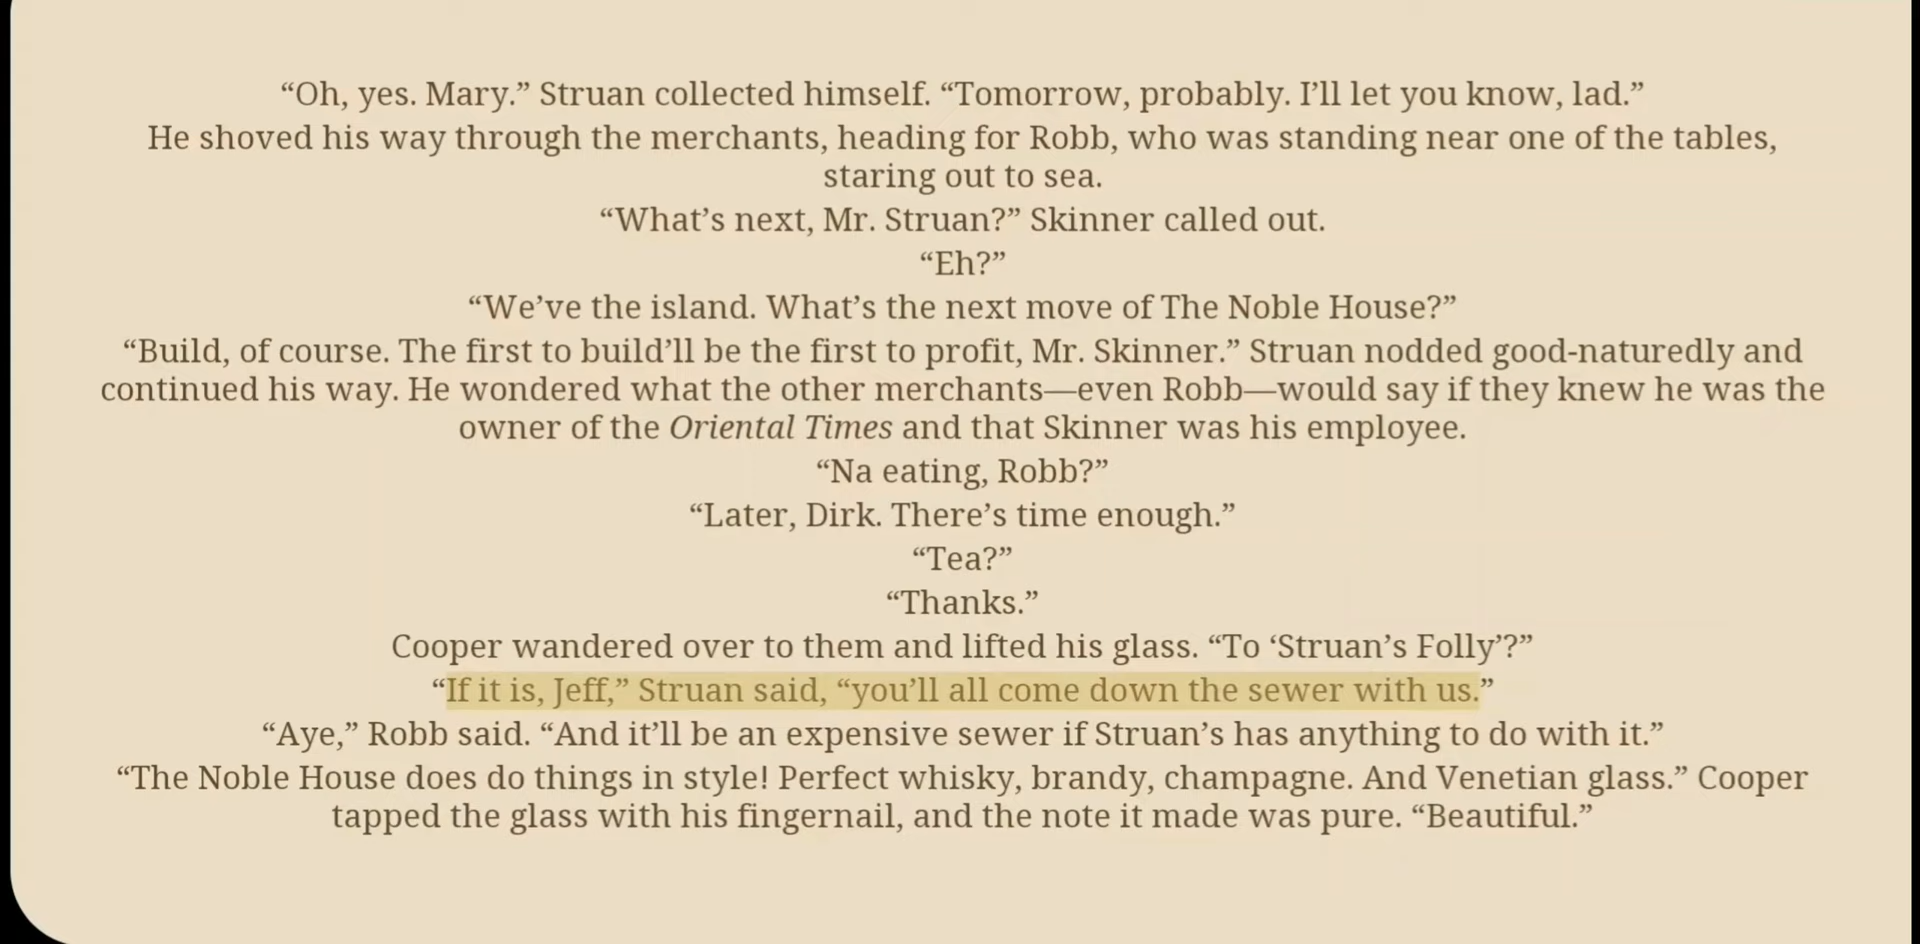 “Oh, yes. Mary.” Struan collected himself. “Tomorrow, probably. I’ll let you know, lad.”
He shoved his way through the merchants, heading for Robb, who was standing near one of the tables,
staring out to sea.
“What’s next, Mr. Struan?” Skinner called out.
“Eh?”
“We’ve the island. What’s the next move of The Noble House?”
“Build, of course. The first to build’ll be the first to profit, Mr. Skinner.” Struan nodded good-naturedly and
continued his way. He wondered what the other merchants—even Robb—would say if they knew he was the
owner of the Oriental Times and that Skinner was his employee.
“Na eating, Robb?”
“Later, Dirk. There’s time enough.”
“Tea?”
“Thanks.”
Cooper wandered over to them and lifted his glass. “To ‘Struan’s Folly’?”
“If it is, Jeff,” Struan said, “you’ll all come down the sewer with us.”
“Aye,” Robb said. “And it’ll be an expensive sewer if Struan’s has anything to do with it.”
“The Noble House does do things in style! Perfect whisky, brandy, champagne. And Venetian glass.” Cooper
tapped the glass with his fingernail, and the note it made was pure. “Beautiful.”